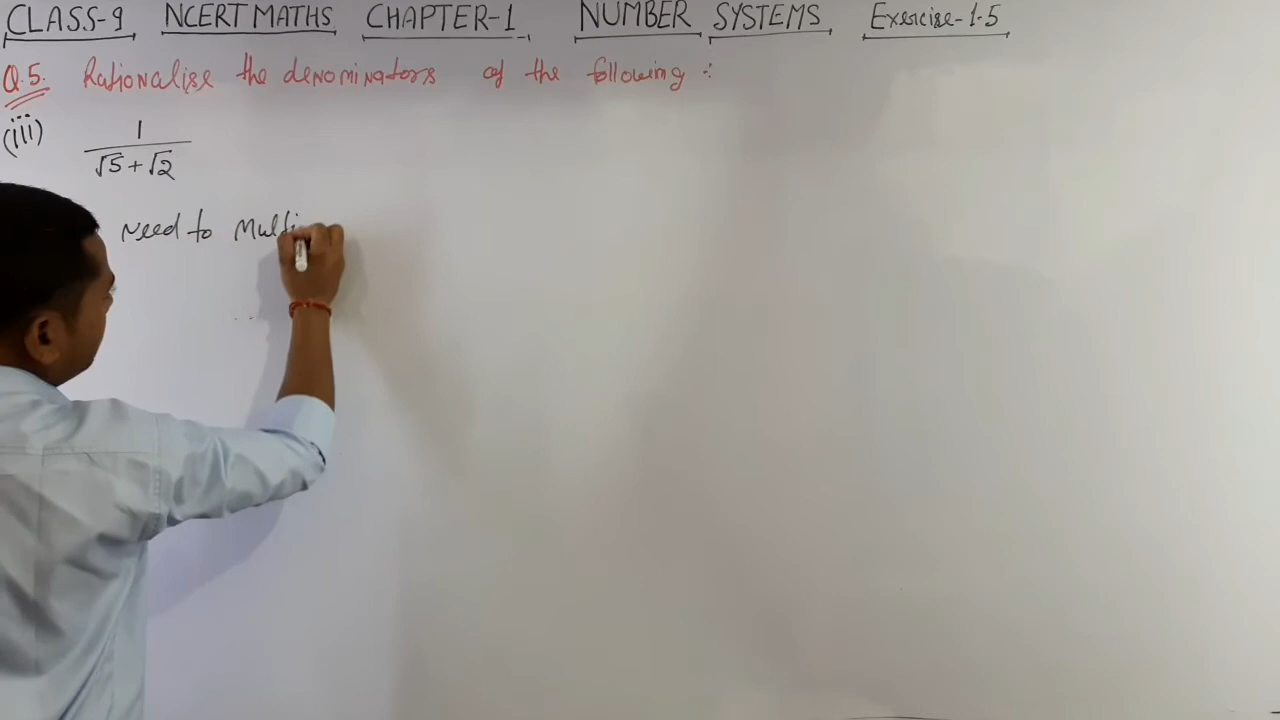 CLASS-9 NCERT MATHS CHAPTER-1 NUMBER SYSTEMS Exercise-1.5
Q.5. Rationalise the denominators of the following :
(iii) 1
√5+√2
Need to Multi